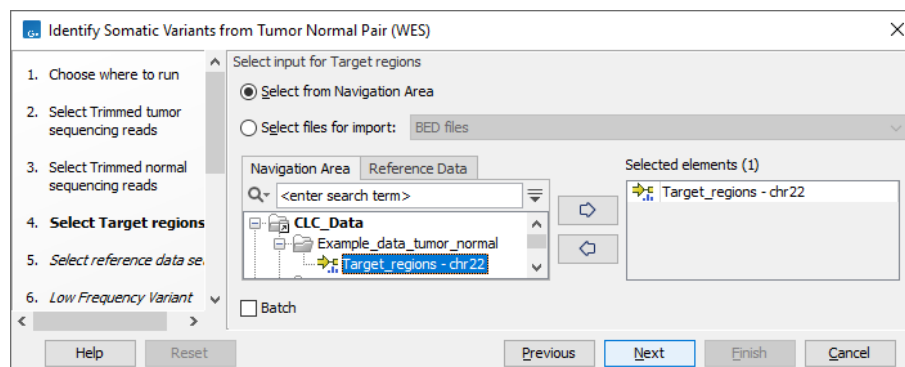 Identify Somatic Variants from Tumor Normal Pair (WES)
1. Choose where to run
2. Select Trimmed tumor
sequencing reads
3. Select Trimmed normal
sequencing reads
4. Select Target regions
5. Select reference data se
6. Low Frequency Variant
Select input for Target regions
Select from Navigation Area
Select files for import: BED files
Navigation Area Reference Data
<enter search term>
CLC_Data
Example_data_tumor_normal
Target_regions - chr22
Batch
Selected elements (1)
Target_regions - chr22
Help Reset Previous Next Finish Cancel